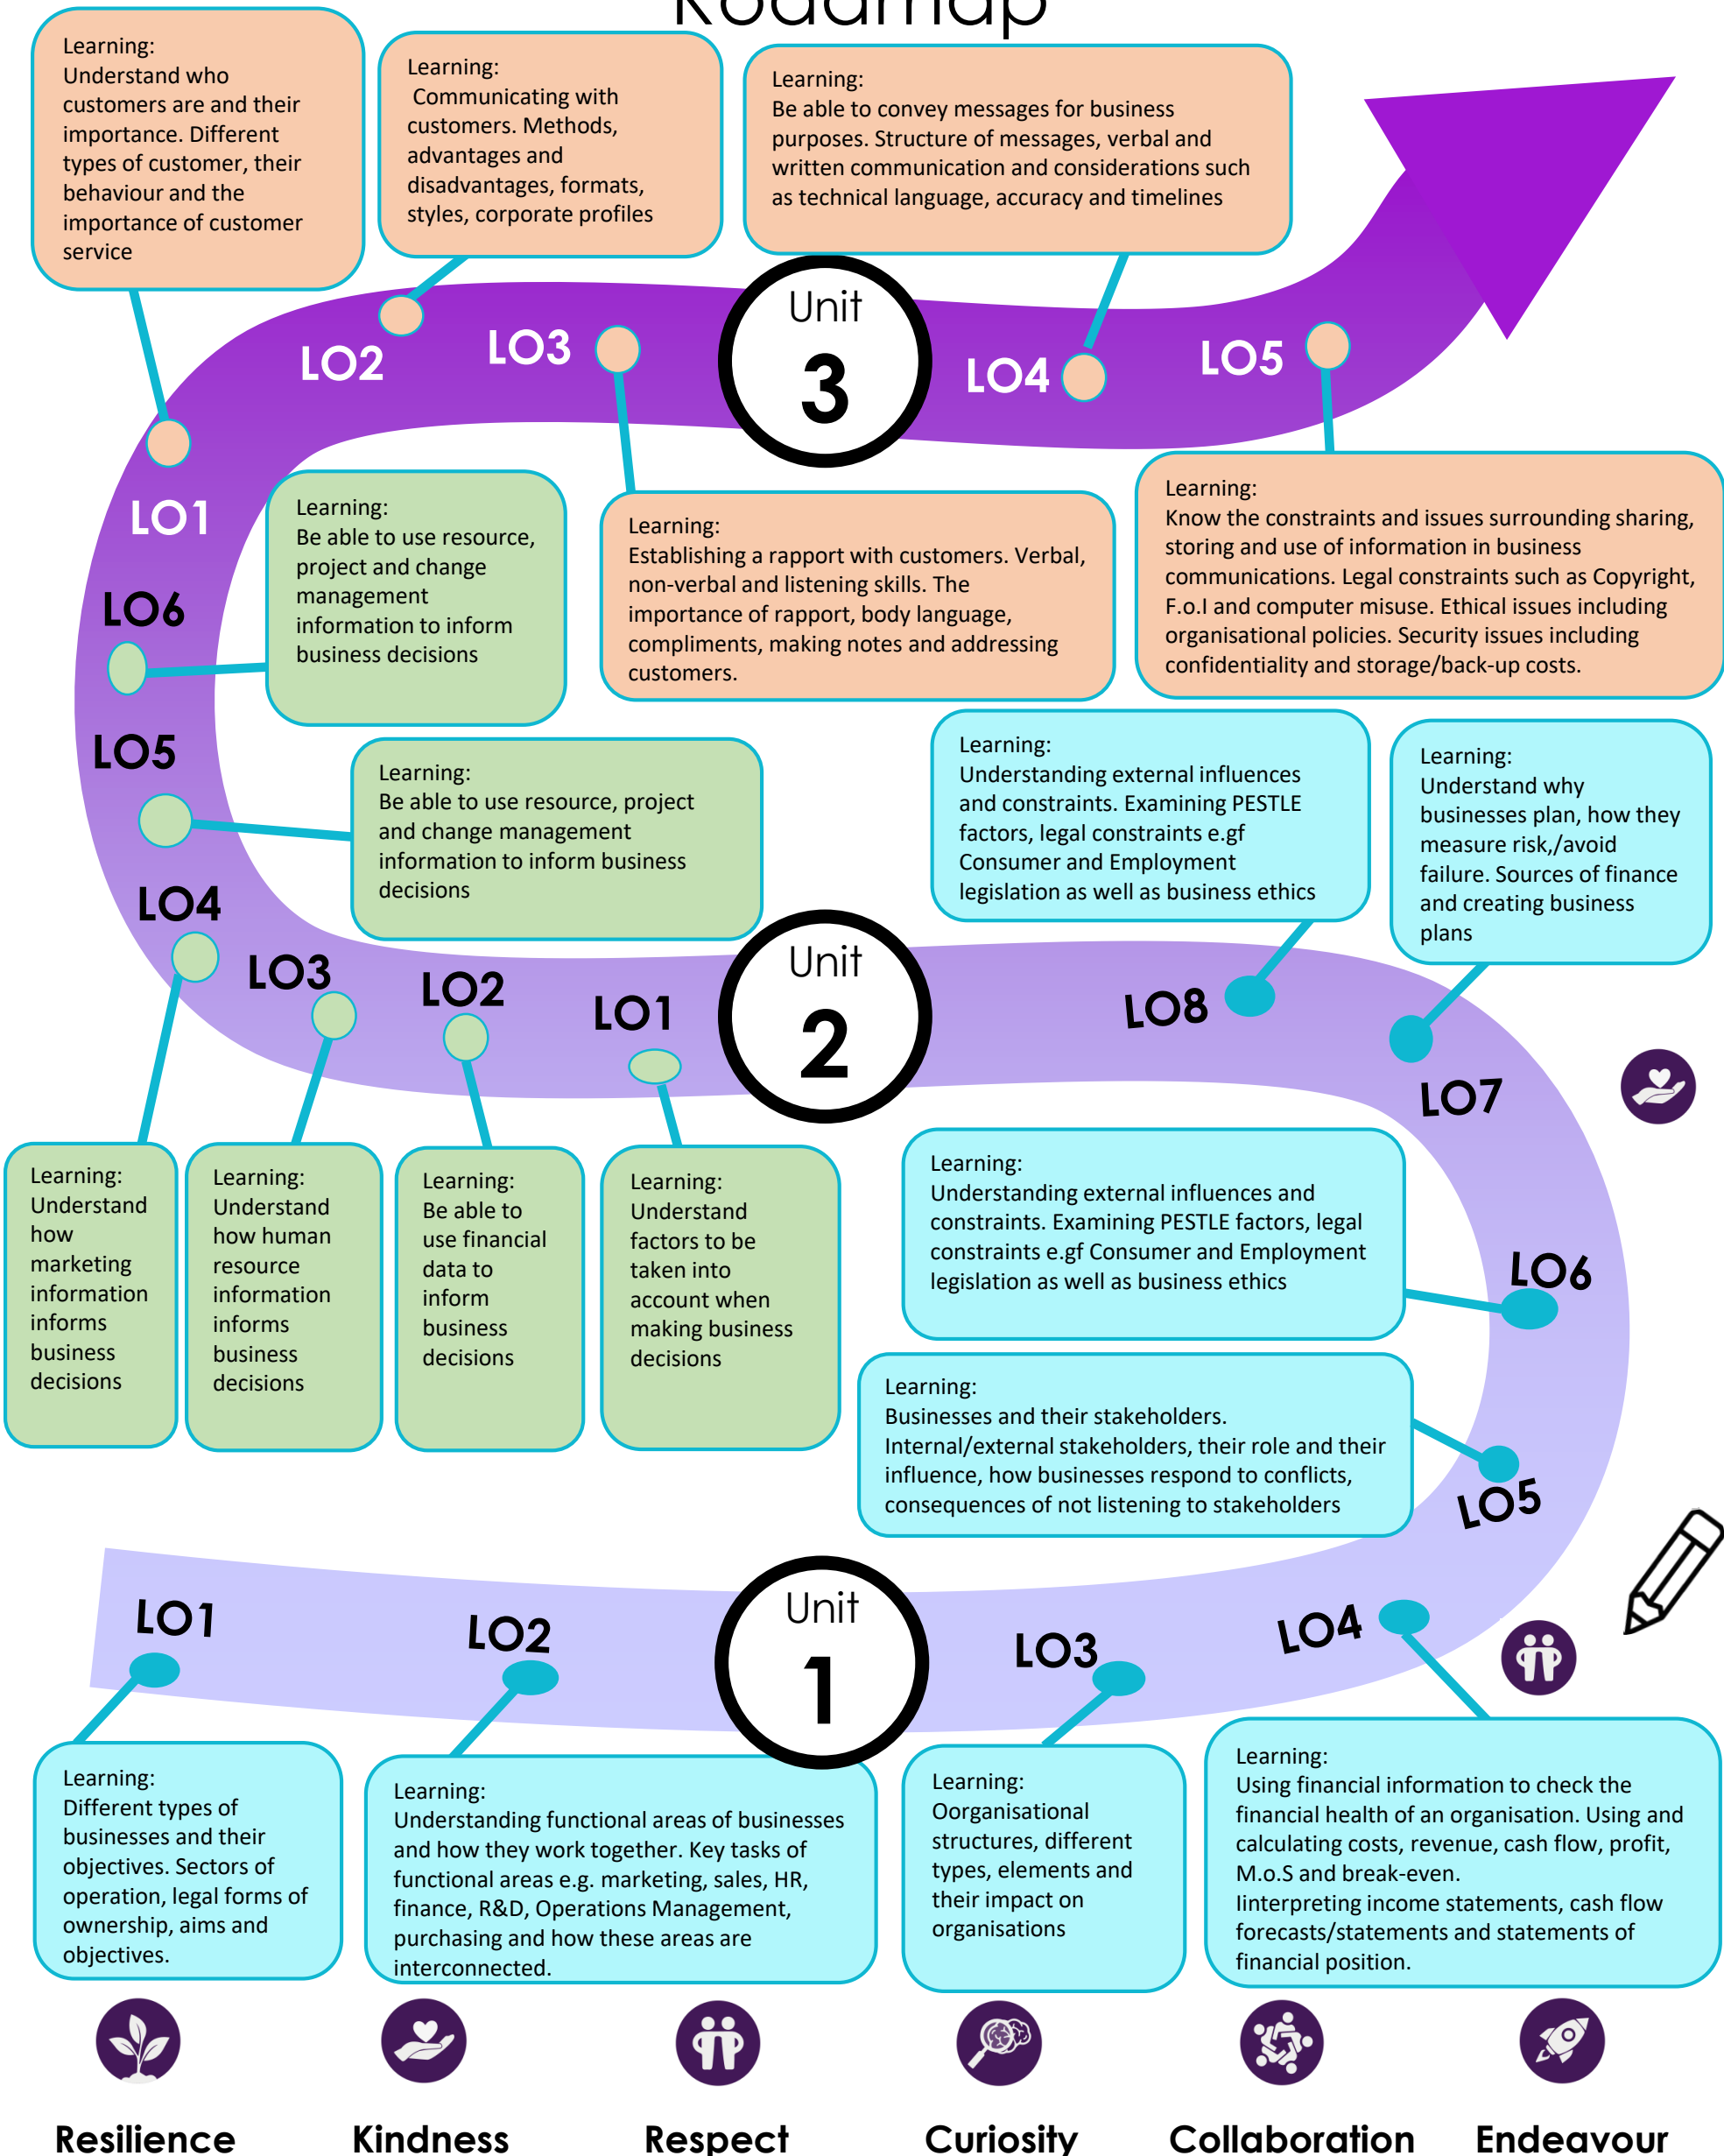 Roadmap
Learning:
Understand who
customers are and their
importance. Different
types of customer, their
behaviour and the
importance of customer
service
Learning:
Communicating with
customers. Methods,
advantages and
disadvantages, formats,
styles, corporate profiles
Learning:
Be able to convey messages for business
purposes. Structure of messages, verbal and
written communication and considerations such
as technical language, accuracy and timelines
Unit
3
LO2
LO3
LO4
LO5
LO1
Learning:
Be able to use resource,
project and change
management
information to inform
business decisions
Learning:
Establishing a rapport with customers. Verbal,
non-verbal and listening skills. The
importance of rapport, body language,
compliments, making notes and addressing
customers.
Learning:
Know the constraints and issues surrounding sharing,
storing and use of information in business
communications. Legal constraints such as Copyright,
F.o.I and computer misuse. Ethical issues including
organisational policies. Security issues including
confidentiality and storage/back-up costs.
LO6
LO5
Learning:
Be able to use resource, project
and change management
information to inform business
decisions
Learning:
Understanding external influences
and constraints. Examining PESTLE
factors, legal constraints e.gf
Consumer and Employment
legislation as well as business ethics
Learning:
Understand why
businesses plan, how they
measure risk,/avoid
failure. Sources of finance
and creating business
plans
LO4
LO3
LO2
LO1
Unit
2
LO8
LO7
Learning:
Understand
how
marketing
information
informs
business
decisions
Learning:
Understand
how human
resource
information
informs
business
decisions
Learning:
Be able to
use financial
data to
inform
business
decisions
Learning:
Understand
factors to be
taken into
account when
making business
decisions
Learning:
Understanding external influences and
constraints. Examining PESTLE factors, legal
constraints e.gf Consumer and Employment
legislation as well as business ethics
LO6
Learning:
Businesses and their stakeholders.
Internal/external stakeholders, their role and their
influence, how businesses respond to conflicts,
consequences of not listening to stakeholders
LO5
LO1
LO2
Unit
1
LO3
LO4
Learning:
Different types of
businesses and their
objectives. Sectors of
operation, legal forms of
ownership, aims and
objectives.
Learning:
Understanding functional areas of businesses
and how they work together. Key tasks of
functional areas e.g. marketing, sales, HR,
finance, R&D, Operations Management,
purchasing and how these areas are
interconnected.
Learning:
Oorganisational
structures, different
types, elements and
their impact on
organisations
Learning:
Using financial information to check the
financial health of an organisation. Using and
calculating costs, revenue, cash flow, profit,
M.o.S and break-even.
Iinterpreting income statements, cash flow
forecasts/statements and statements of
financial position.
Resilience
Kindness
Respect
Curiosity
Collaboration
Endeavour